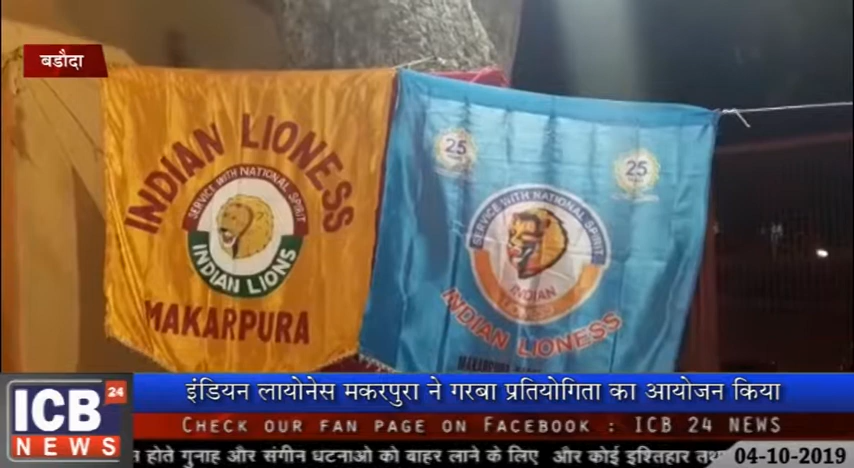 बडौदा
INDIAN LIONESS
SERVICE WITH NATIONAL SPIRIT
INDIAN LIONS
MAKARPURA
25
25
SERVICE WITH NATIONAL SPIRIT
INDIAN
INDIAN LIONESS
MAKARPURA
ICB 24
NEWS
इंडियन लायोनेस मकरपुरा ने गरबा प्रतियोगिता का आयोजन किया
CHECK OUR FAN PAGE ON FACEBOOK : ICB 24 NEWS
होते गुनाह और संगीन घटनाओ को बाहर लाने के लिए और कोई इश्तिहार
04-10-2019